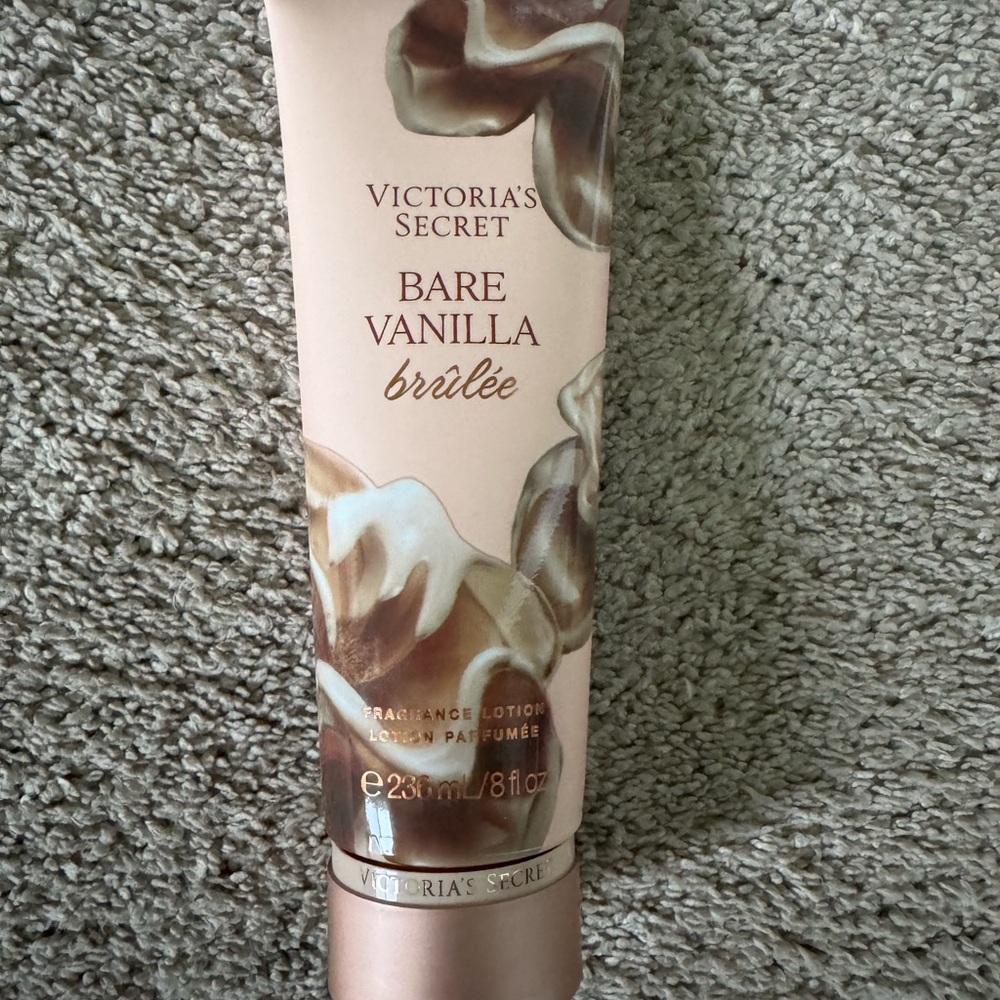 VICTORIA'S
SECRET
BARE
VANILLA
brûlée
FRAGRANCE LOTION
LOTION PARFUMÉE
℮ 236 mL/8 fl oz
VICTORIA'S SECRET